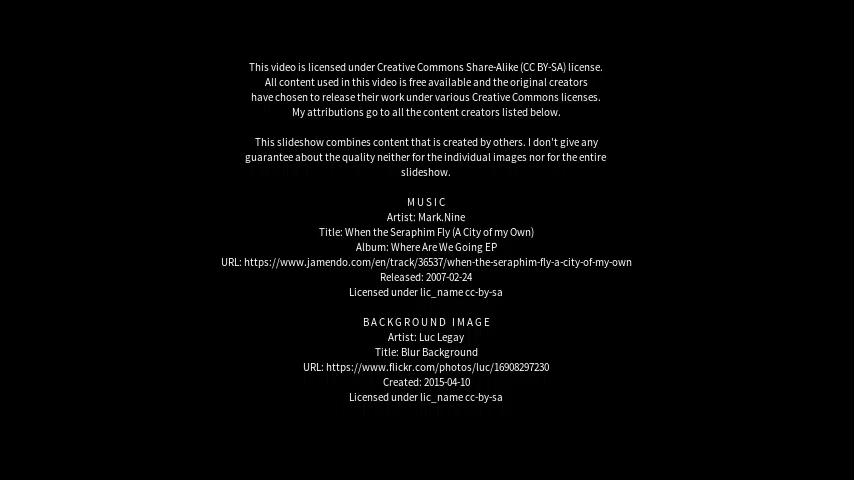 This video is licensed under Creative Commons Share-Alike (CC BY-SA) license.
All content used in this video is free available and the original creators
have chosen to release their work under various Creative Commons licenses.
My attributions go to all the content creators listed below.
This slideshow combines content that is created by others. I don't give any
guarantee about the quality neither for the individual images nor for the entire
slideshow.
MUSIC
Artist: Mark.Nine
Title: When the Seraphim Fly (A City of my Own)
Album: Where Are We Going EP
URL: https://www.jamendo.com/en/track/36537/when-the-seraphim-fly-a-city-of-my-own
Released: 2007-02-24
Licensed under lic_name cc-by-sa
BACKGROUND IMAGE
Artist: Luc Legay
Title: Blur Background
URL: https://www.flickr.com/photos/luc/16908297230
Created: 2015-04-10
Licensed under lic_name cc-by-sa